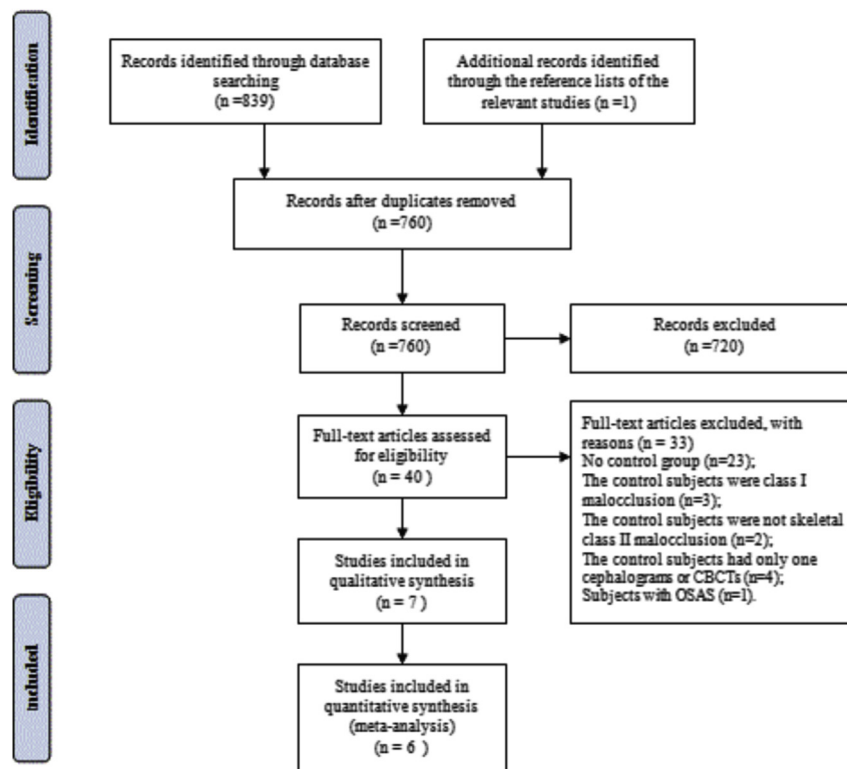 Identification
Records identified through database
searching
(n =839)
Additional records identified
through the reference lists of the
relevant studies (n =1)
Records after duplicates removed
(n =760)
Screening
Records screened
(n =760)
Records excluded
(n =720)
Eligibility
Full-text articles assessed
for eligibility
(n = 40 )
Full-text articles excluded, with
reasons (n = 33)
No control group (n=23);
The control subjects were class I
malocclusion (n=3);
The control subjects were not skeletal
class II malocclusion (n=2);
The control subjects had only one
cephalograms or CBCTs (n=4);
Subjects with OSAS (n=1).
Studies included in
qualitative synthesis
(n = 7 )
Included
Studies included in
quantitative synthesis
(meta-analysis)
(n = 6 )